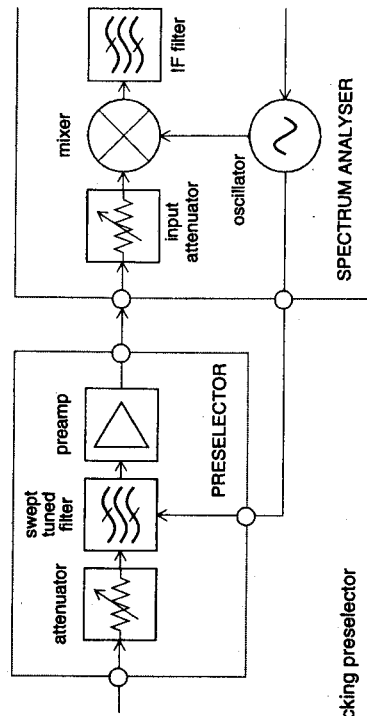 attenuator
swept
tuned
filter
preamp
PRESELECTOR
input
attenuator
mixer
IF filter
oscillator
SPECTRUM ANALYSER
cking preselector